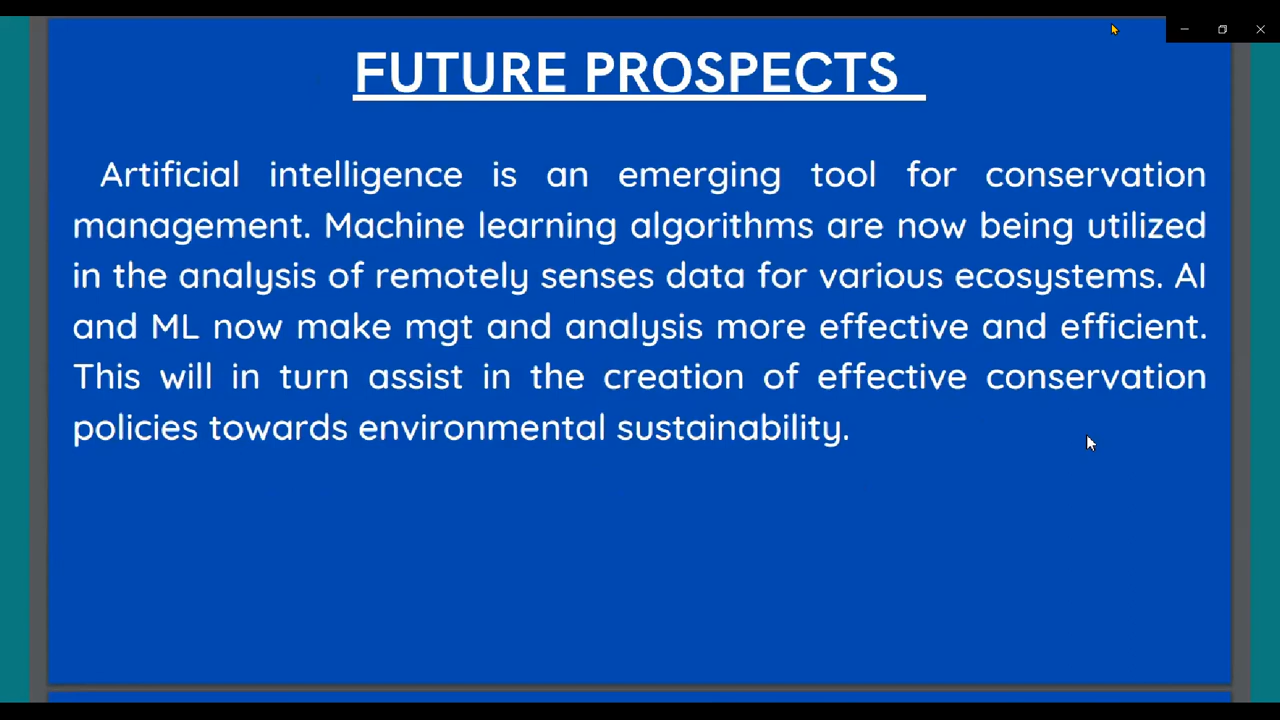 FUTURE PROSPECTS
Artificial intelligence is an emerging tool for conservation
management. Machine learning algorithms are now being utilized
in the analysis of remotely senses data for various ecosystems. AI
and ML now make mgt and analysis more effective and efficient.
This will in turn assist in the creation of effective conservation
policies towards environmental sustainability.